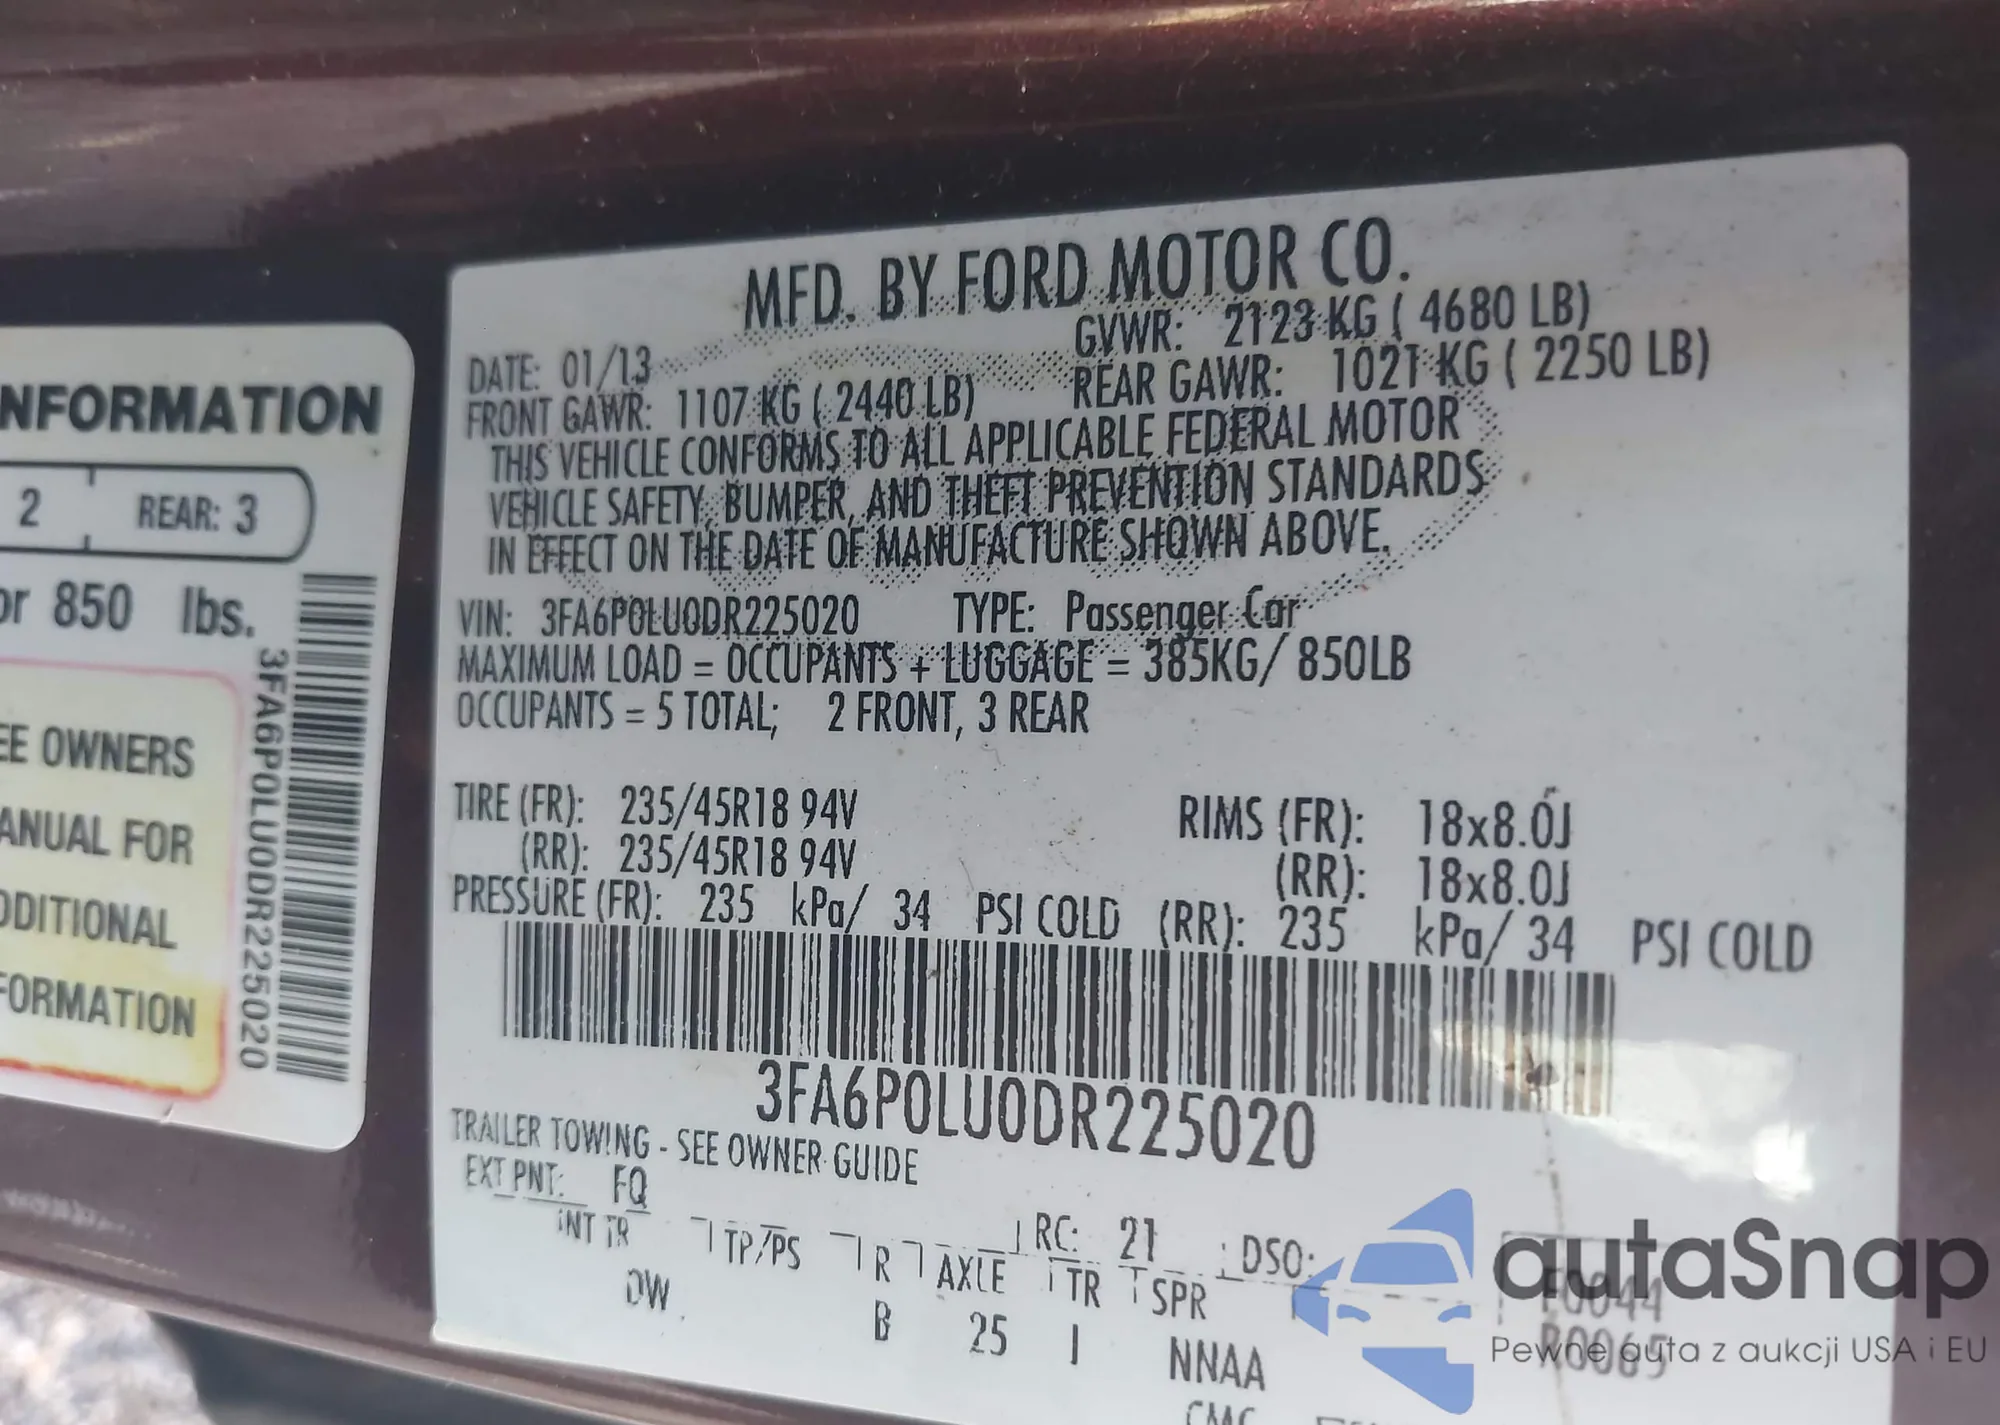 NFORMATION
2 REAR: 3
or 850 lbs.
EE OWNERS
ANUAL FOR
DDITIONAL
FORMATION
3FA6P0LU0DR225020
MFD. BY FORD MOTOR CO.
DATE: 01/13 GVWR: 2123 KG ( 4680 LB)
FRONT GAWR: 1107 KG ( 2440 LB) REAR GAWR: 1021 KG ( 2250 LB)
THIS VEHICLE CONFORMS TO ALL APPLICABLE FEDERAL MOTOR
VEHICLE SAFETY, BUMPER, AND THEFT PREVENTION STANDARDS
IN EFFECT ON THE DATE OF MANUFACTURE SHOWN ABOVE.
VIN: 3FA6P0LU0DR225020 TYPE: Passenger Car
MAXIMUM LOAD = OCCUPANTS + LUGGAGE = 385KG/ 850LB
OCCUPANTS = 5 TOTAL; 2 FRONT, 3 REAR
TIRE (FR): 235/45R18 94V RIMS (FR): 18x8.0J
(RR): 235/45R18 94V (RR): 18x8.0J
PRESSURE (FR): 235 kPa/ 34 PSI COLD (RR): 235 kPa/ 34 PSI COLD
3FA6P0LU0DR225020
TRAILER TOWING - SEE OWNER GUIDE
EXT PNT: FQ RC: 21 DSO:
INT TR TP/PS R AXLE TR SPR
DW B 25 I NNAA
F0044
R0065
autaSnap
Pewne auta z aukcji USA i EU